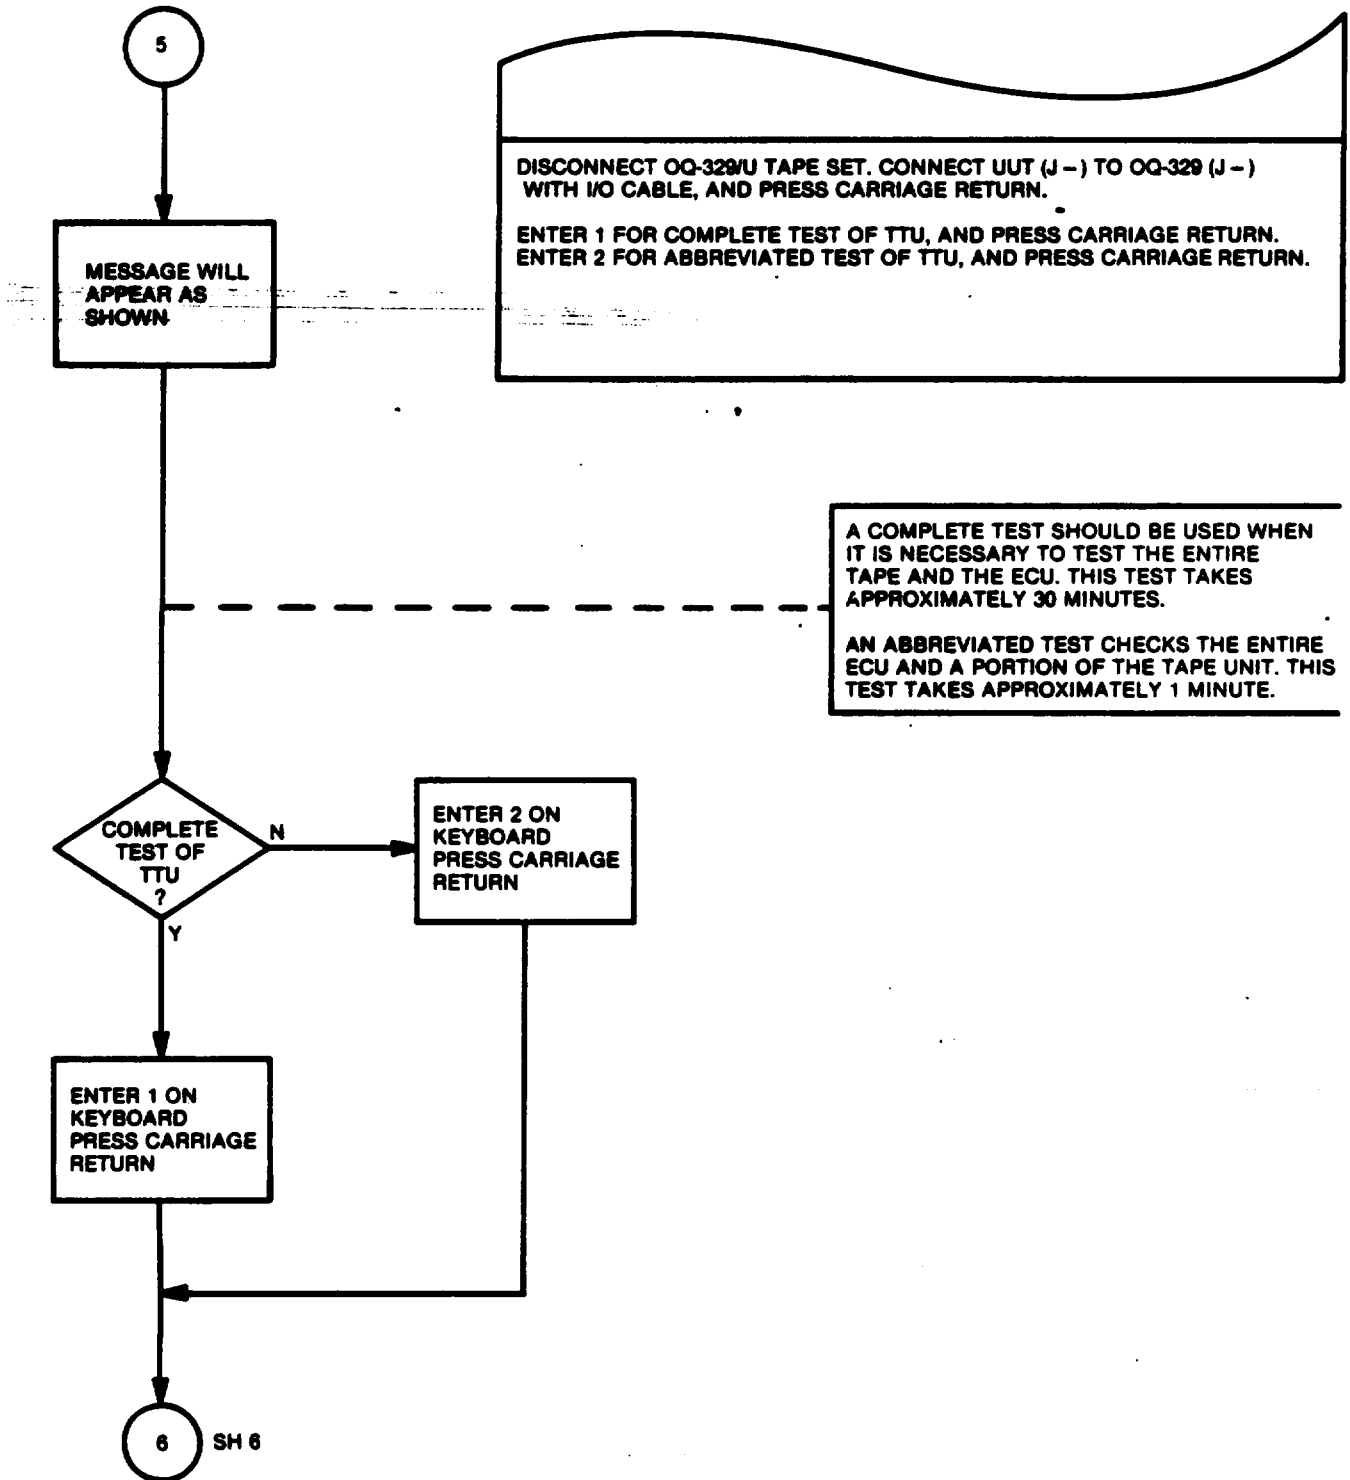 5
DISCONNECT OQ-329/U TAPE SET. CONNECT UUT (J –) TO OQ-329 (J –)
WITH I/O CABLE, AND PRESS CARRIAGE RETURN.
ENTER 1 FOR COMPLETE TEST OF TTU, AND PRESS CARRIAGE RETURN.
ENTER 2 FOR ABBREVIATED TEST OF TTU, AND PRESS CARRIAGE RETURN.
MESSAGE WILL
APPEAR AS
SHOWN
A COMPLETE TEST SHOULD BE USED WHEN
IT IS NECESSARY TO TEST THE ENTIRE
TAPE AND THE ECU. THIS TEST TAKES
APPROXIMATELY 30 MINUTES.
AN ABBREVIATED TEST CHECKS THE ENTIRE
ECU AND A PORTION OF THE TAPE UNIT. THIS
TEST TAKES APPROXIMATELY 1 MINUTE.
COMPLETE
TEST OF
TTU
?
N
Y
ENTER 2 ON
KEYBOARD
PRESS CARRIAGE
RETURN
ENTER 1 ON
KEYBOARD
PRESS CARRIAGE
RETURN
6
SH 6